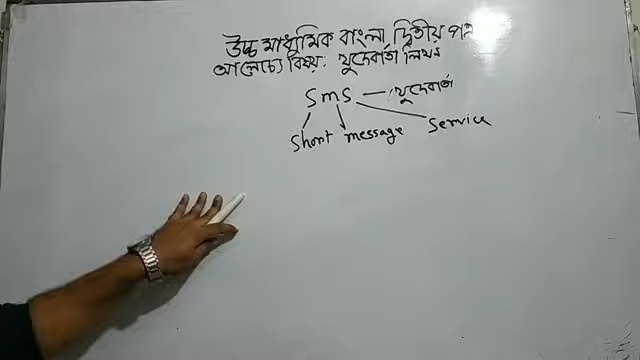 উচ্চ মাধ্যমিক বাংলা দ্বিতীয় পত্র
আলোচ্য বিষয়: খুদেবার্তা লিখন
SmS — খুদেবার্তা
Short message Service